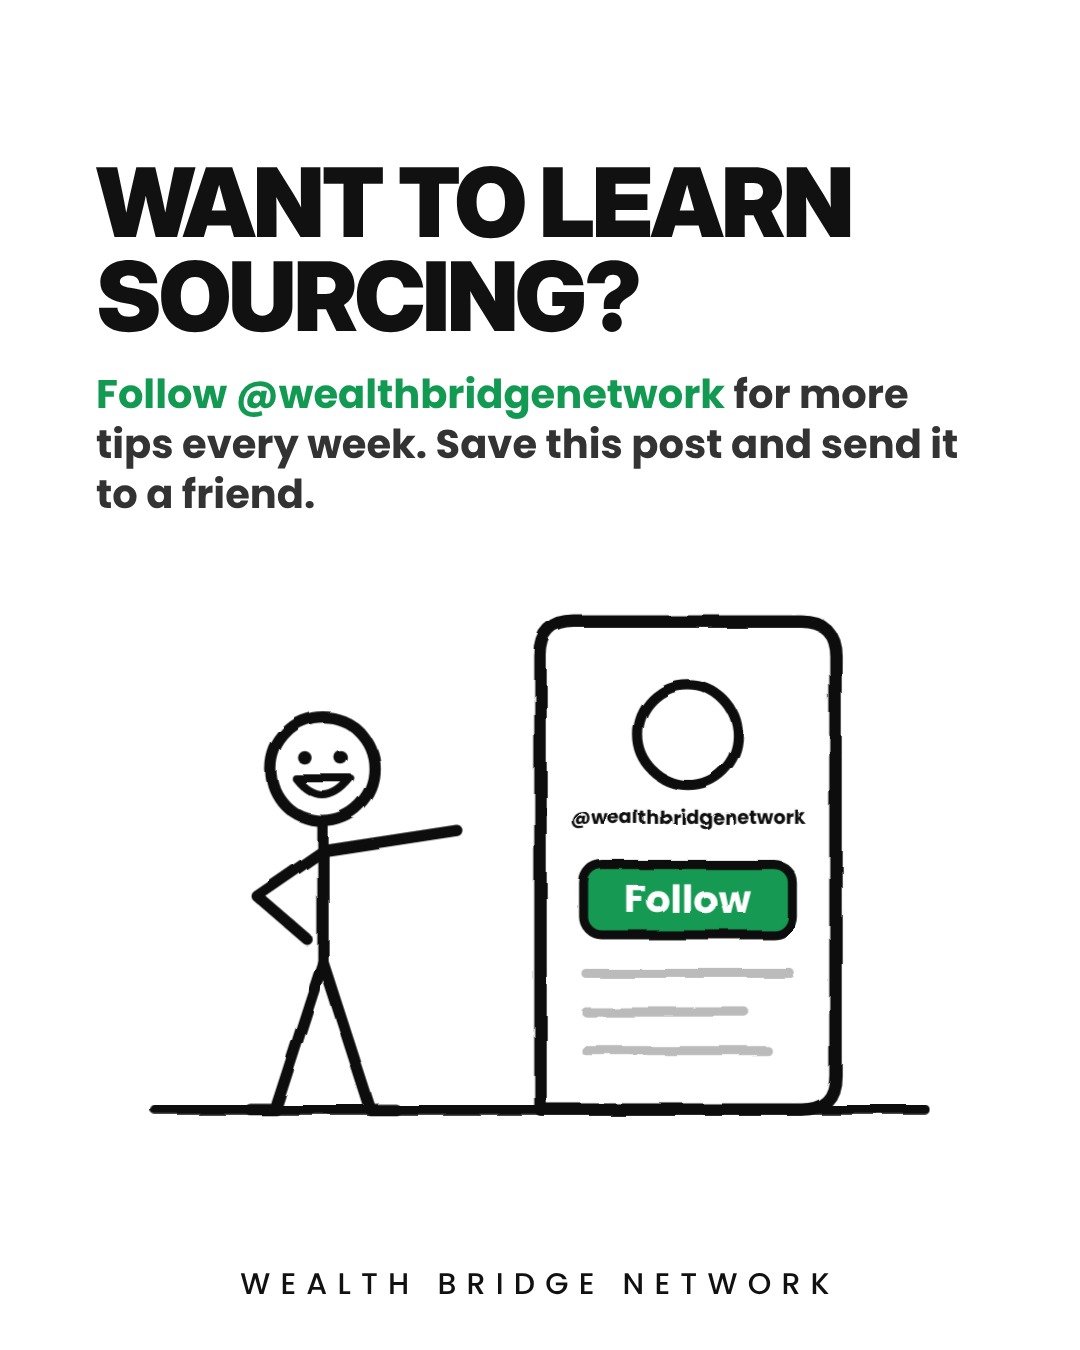 WANT TO LEARN
SOURCING?
Follow @wealthbridgenetwork for more
tips every week. Save this post and send it
to a friend.
@wealthbridgenetwork
Follow
WEALTH BRIDGE NETWORK